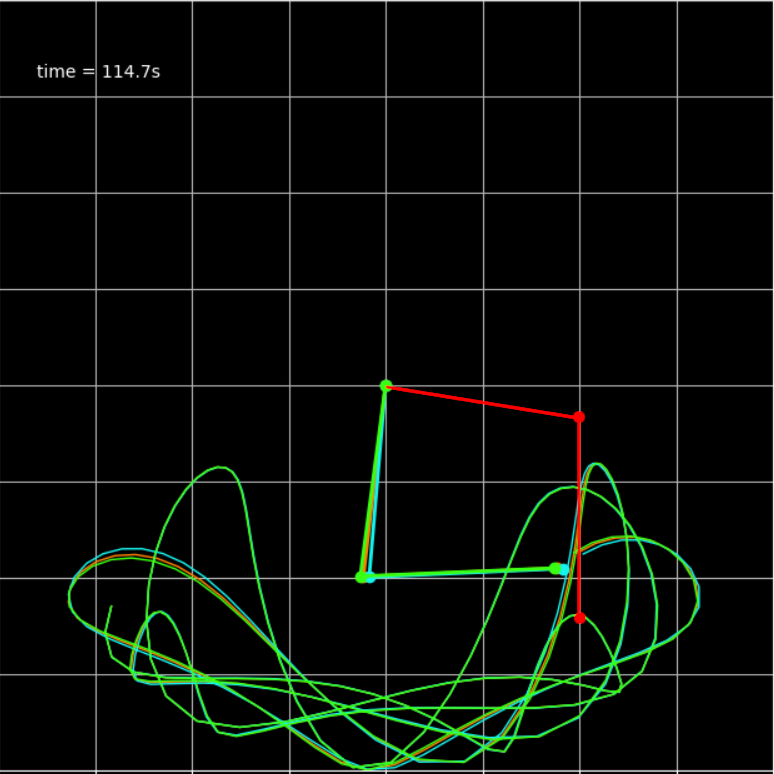 time = 114.7s